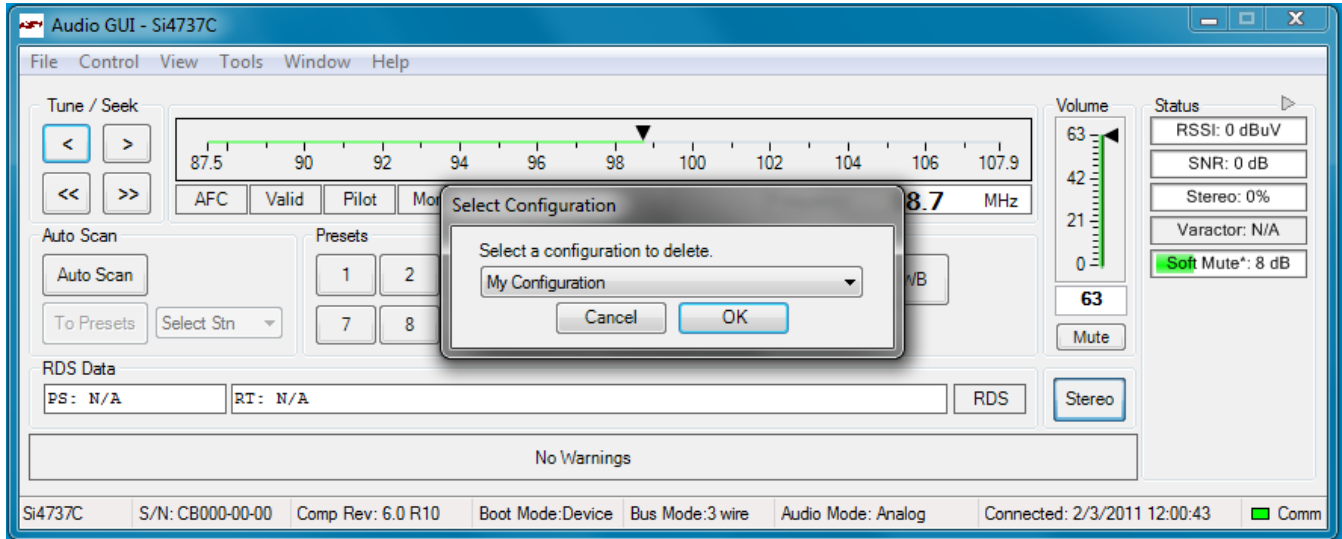 Audio GUI - Si4737C
File Control View Tools Window Help
Tune / Seek
< >
<< >>
87.5 90 92 94 96 98 100 102 104 106 107.9
AFC Valid Pilot 8.7 MHz
Volume
63
42
21
0
63
Mute
Status
RSSI: 0 dBuV
SNR: 0 dB
Stereo: 0%
Varactor: N/A
Soft Mute*: 8 dB
Auto Scan
Auto Scan
To Presets Select Stn
Presets
1 2
7 8
WB
Select Configuration
Select a configuration to delete.
My Configuration
Cancel OK
RDS Data
PS: N/A RT: N/A RDS
Stereo
No Warnings
Si4737C S/N: CB000-00-00 Comp Rev: 6.0 R10 Boot Mode:Device Bus Mode:3 wire Audio Mode: Analog Connected: 2/3/2011 12:00:43 Comm